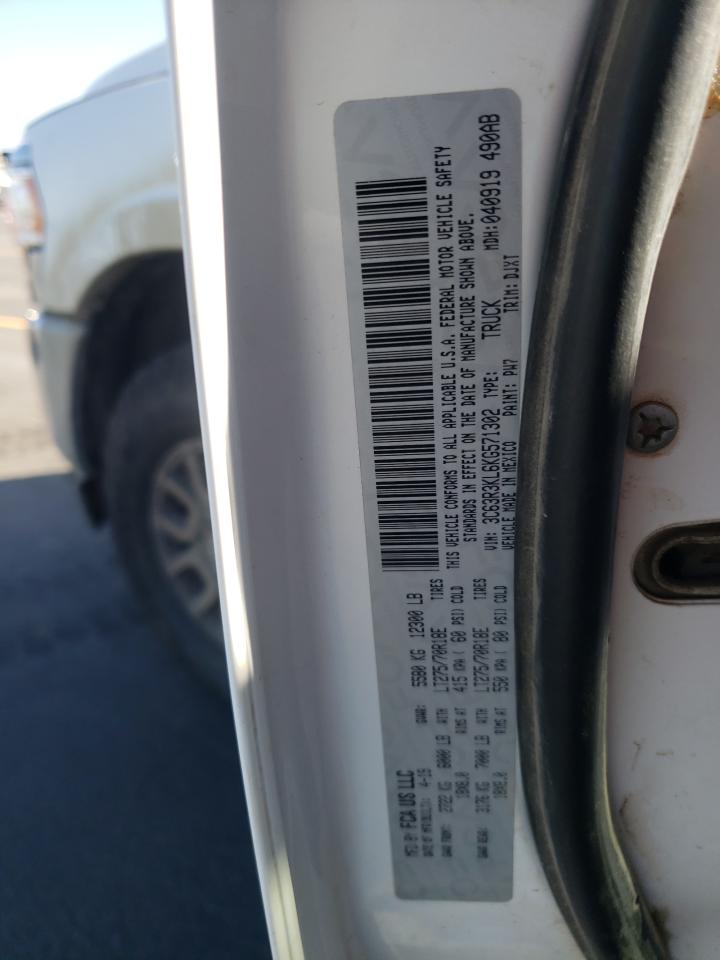 MFD BY FCA US LLC
DATE OF MFR 4-19 GVWR: 5580 KG 12300 LB
GAWR FRONT: 2722 KG 6000 LB WITH LT275/70R18E TIRES
18X8.0 RIMS AT 415 KPA ( 60 PSI) COLD
GAWR REAR: 3176 KG 7000 LB WITH LT275/70R18E TIRES
18X8.0 RIMS AT 550 KPA ( 80 PSI) COLD
THIS VEHICLE CONFORMS TO ALL APPLICABLE U.S.A. FEDERAL MOTOR VEHICLE SAFETY
STANDARDS IN EFFECT ON THE DATE OF MANUFACTURE SHOWN ABOVE.
VIN: 3C63R3KL6KG571302 TYPE: TRUCK MDH:040919 490AB
VEHICLE MADE IN MEXICO PAINT: PW7 TRIM: DJXT